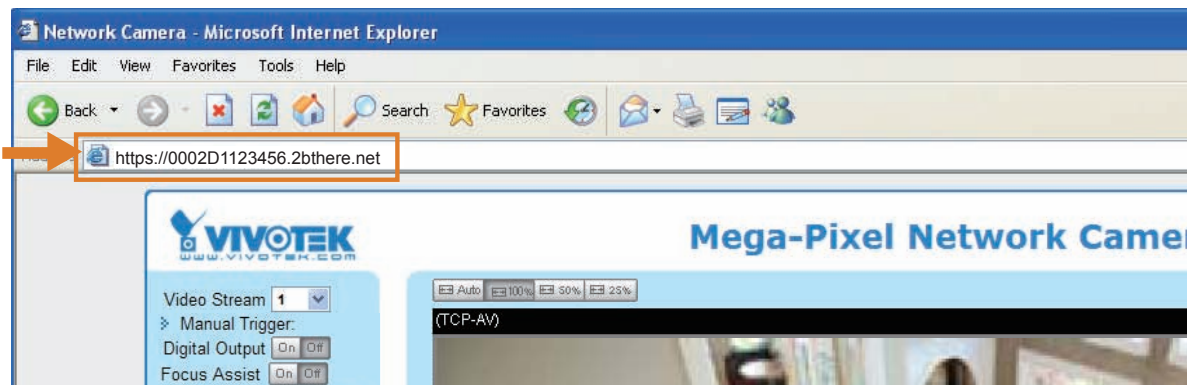 Network Camera - Microsoft Internet Explorer
File Edit View Favorites Tools Help
Back Search Favorites
https://0002D1123456.2bthere.net
VIVOTEK
www.vivotek.com
Mega-Pixel Network Came
Video Stream 1
Manual Trigger:
Digital Output On Off
Focus Assist On Off
Auto 100% 50% 25%
(TCP-AV)